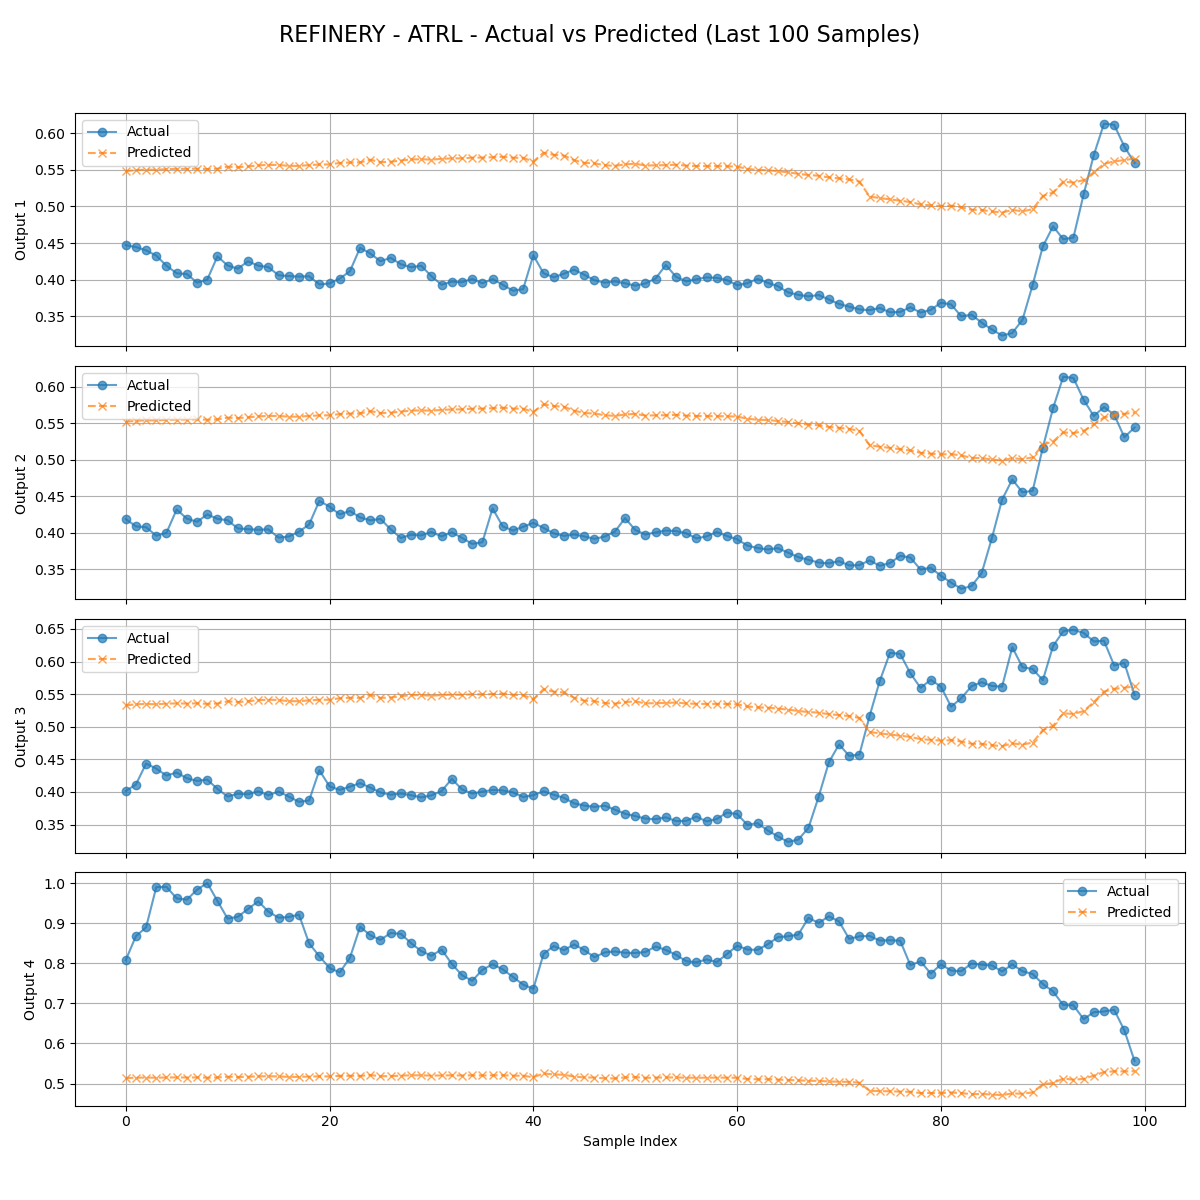 REFINERY - ATRL - Actual vs Predicted (Last 100 Samples)
Actual
Predicted
0.60
0.55
0.50
0.45
0.40
0.35
Output 1
Actual
Predicted
0.60
0.55
0.50
0.45
0.40
0.35
Output 2
Actual
Predicted
0.65
0.60
0.55
0.50
0.45
0.40
0.35
Output 3
Actual
Predicted
1.0
0.9
0.8
0.7
0.6
0.5
Output 4
0 20 40 60 80 100
Sample Index